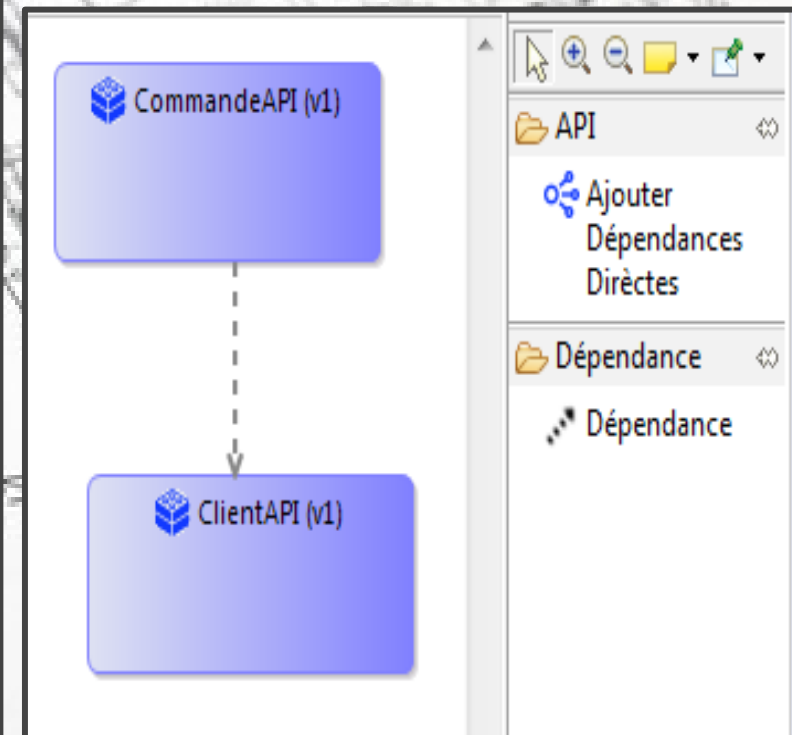 CommandeAPI (v1)
ClientAPI (v1)
API
Ajouter
Dépendances
Dirèctes
Dépendance
Dépendance